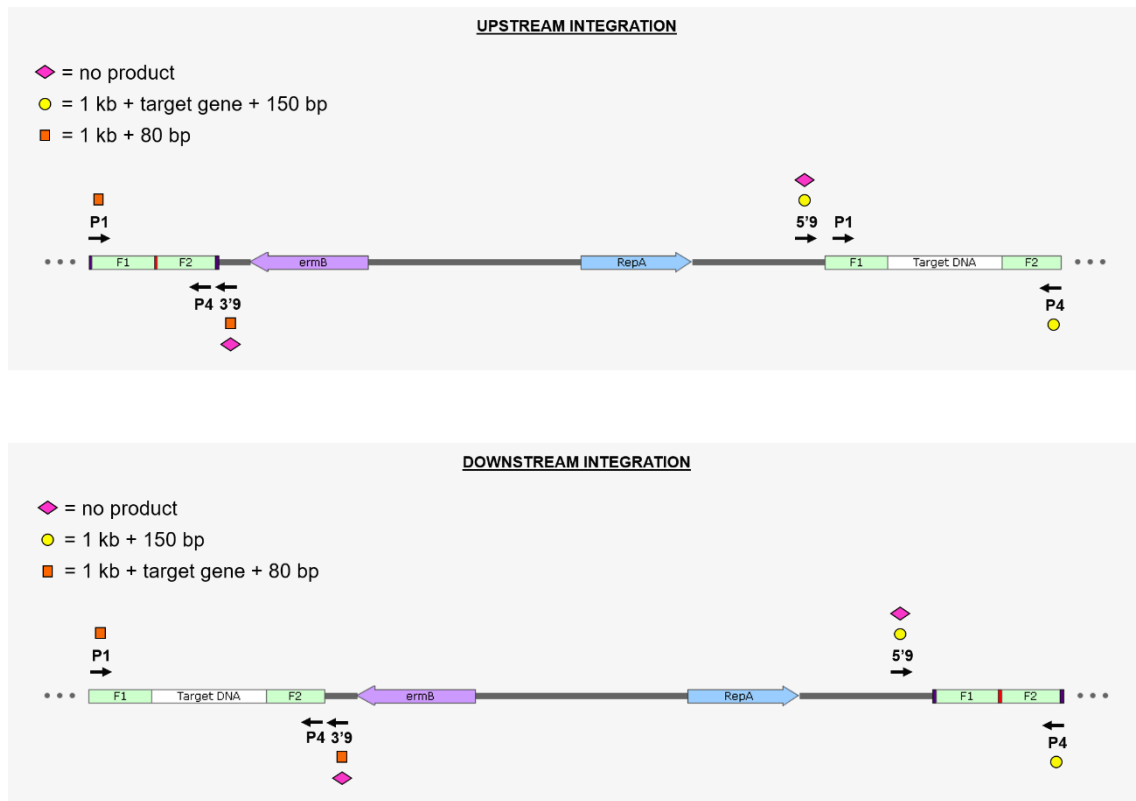 UPSTREAM INTEGRATION
= no product
= 1 kb + target gene + 150 bp
= 1 kb + 80 bp
P1
5'9 P1
F1 F2 ermB RepA F1 Target DNA F2
P4 3'9
P4
DOWNSTREAM INTEGRATION
= no product
= 1 kb + 150 bp
= 1 kb + target gene + 80 bp
P1
5'9
F1 Target DNA F2 ermB RepA F1 F2
P4 3'9
P4